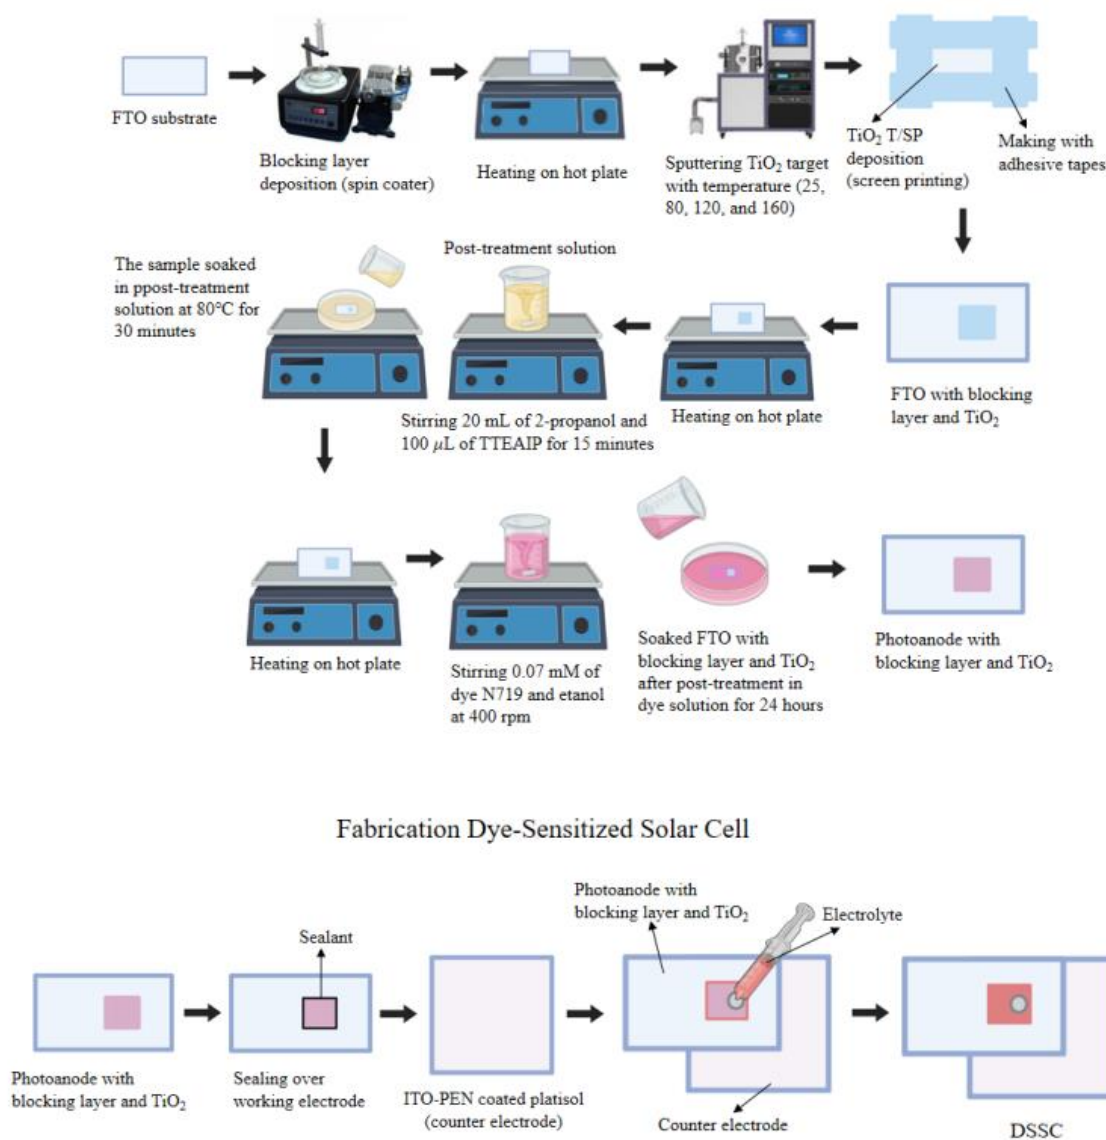 FTO substrate
Blocking layer
deposition (spin coater)
Heating on hot plate
Sputtering TiO₂ target
with temperature (25,
80, 120, and 160)
TiO₂ T/SP
deposition
(screen printing)
Making with
adhesive tapes
The sample soaked
in ppost-treatment
solution at 80°C for
30 minutes
Post-treatment solution
Stirring 20 mL of 2-propanol and
100 μL of TTEAIP for 15 minutes
Heating on hot plate
FTO with blocking
layer and TiO₂
Heating on hot plate
Stirring 0.07 mM of
dye N719 and etanol
at 400 rpm
Soaked FTO with
blocking layer and TiO₂
after post-treatment in
dye solution for 24 hours
Photoanode with
blocking layer and TiO₂
Fabrication Dye-Sensitized Solar Cell
Photoanode with
blocking layer and TiO₂
Electrolyte
Sealant
Photoanode with
blocking layer and TiO₂
Sealing over
working electrode
ITO-PEN coated platisol
(counter electrode)
Counter electrode
DSSC